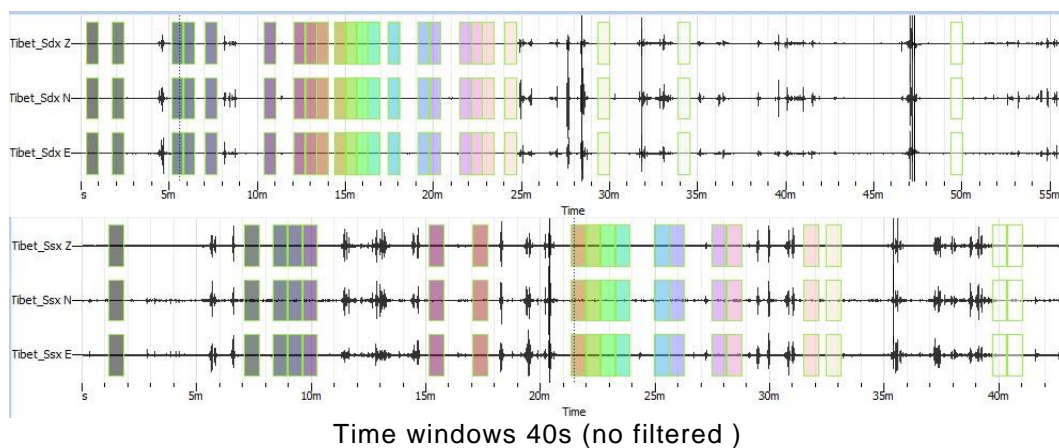 Tibet_Sdx Z
Tibet_Sdx N
Tibet_Sdx E
s 5m 10m 15m 20m 25m 30m 35m 40m 45m 50m 55m
Time
Tibet_Ssx Z
Tibet_Ssx N
Tibet_Ssx E
s 5m 10m 15m 20m 25m 30m 35m 40m
Time
Time windows 40s (no filtered )